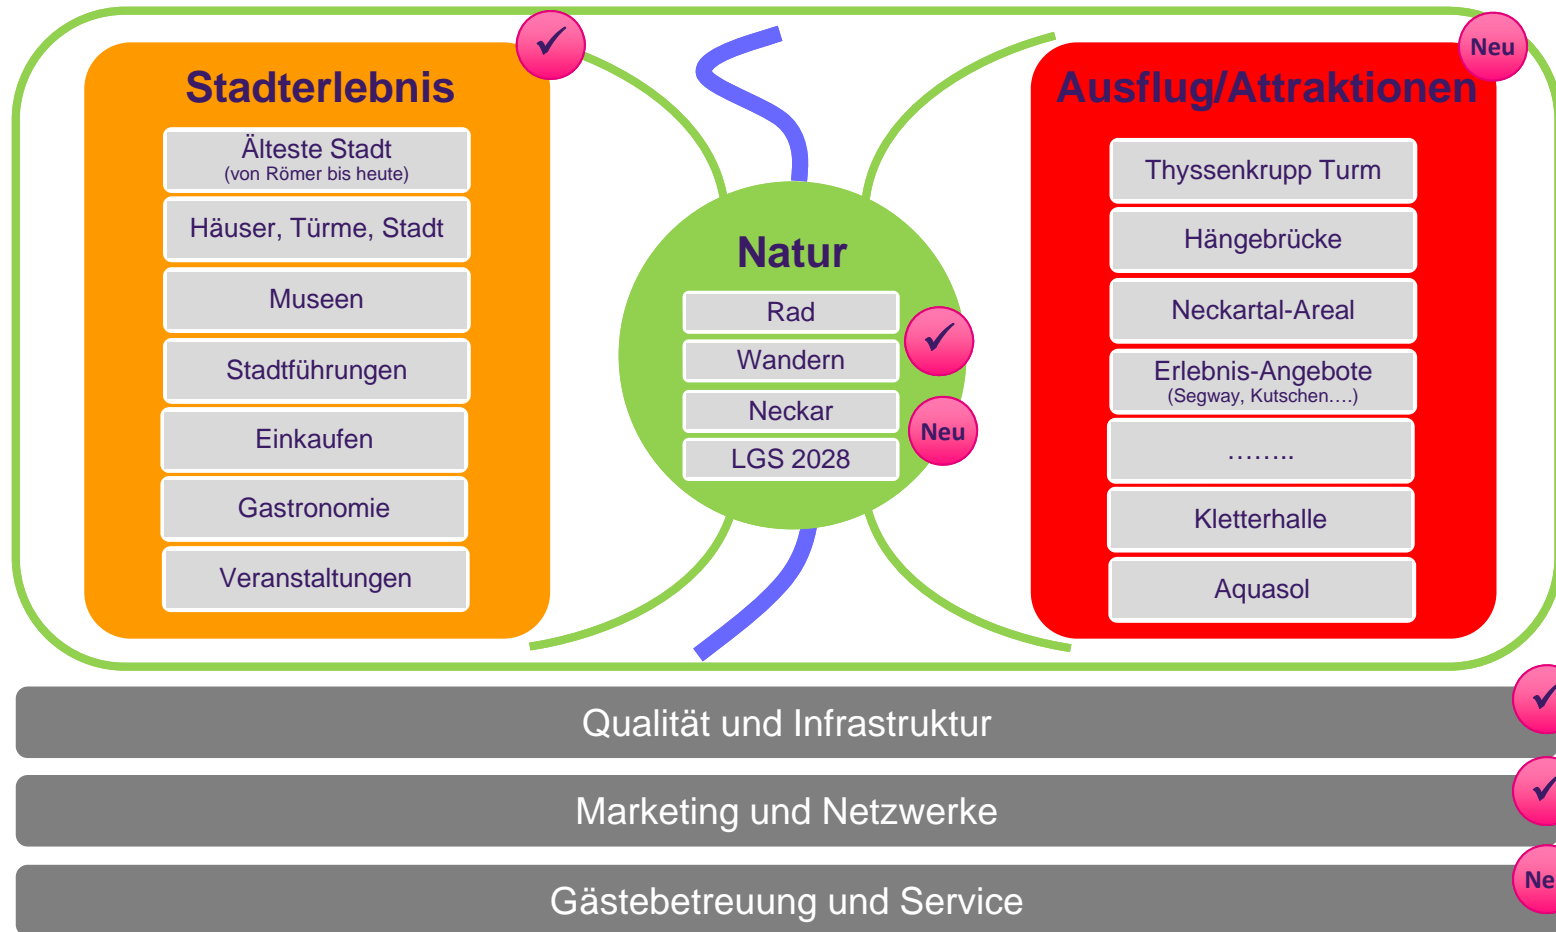 Stadterlebnis
Älteste Stadt
(von Römer bis heute)
Häuser, Türme, Stadt
Museen
Stadtführungen
Einkaufen
Gastronomie
Veranstaltungen
Natur
Rad
Wandern
Neckar
LGS 2028
Neu
Neu
Ausflug/Attraktionen
Thyssenkrupp Turm
Hängebrücke
Neckartal-Areal
Erlebnis-Angebote
(Segway, Kutschen….)
……..
Kletterhalle
Aquasol
Qualität und Infrastruktur
Marketing und Netzwerke
Gästebetreuung und Service
Ne